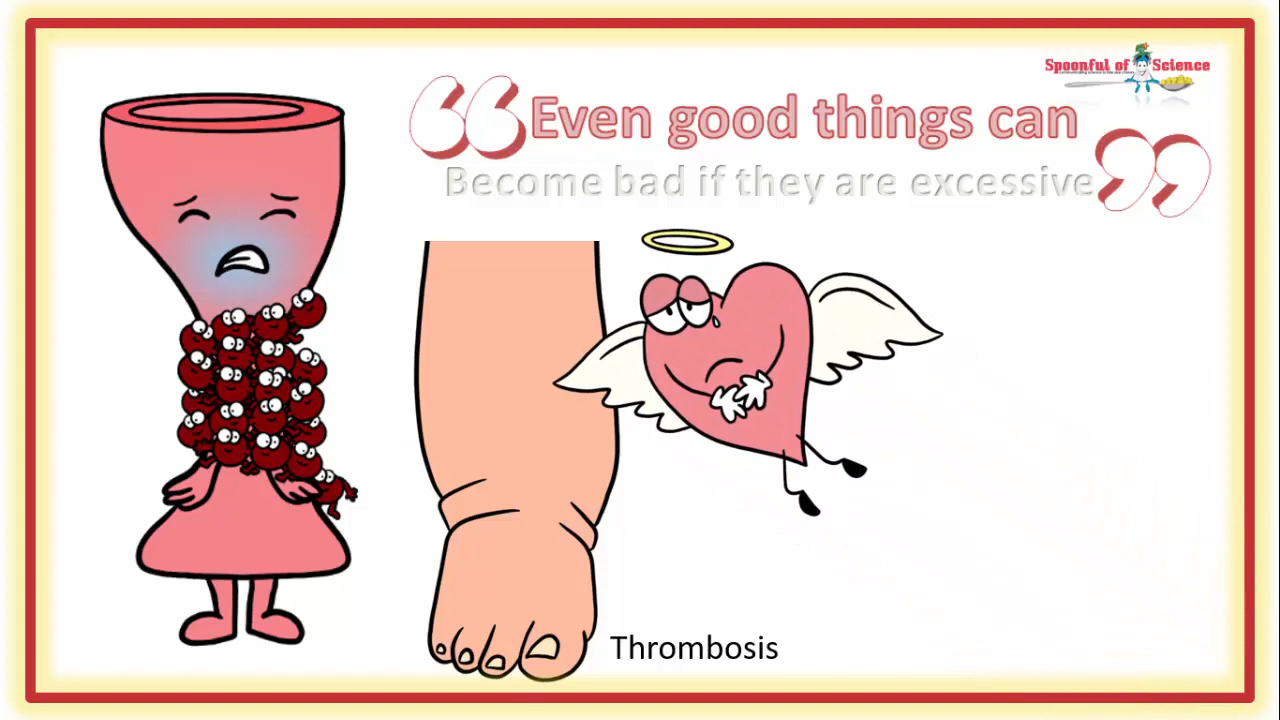 Spoonful of Science
Even good things can
Become bad if they are excessive
Thrombosis